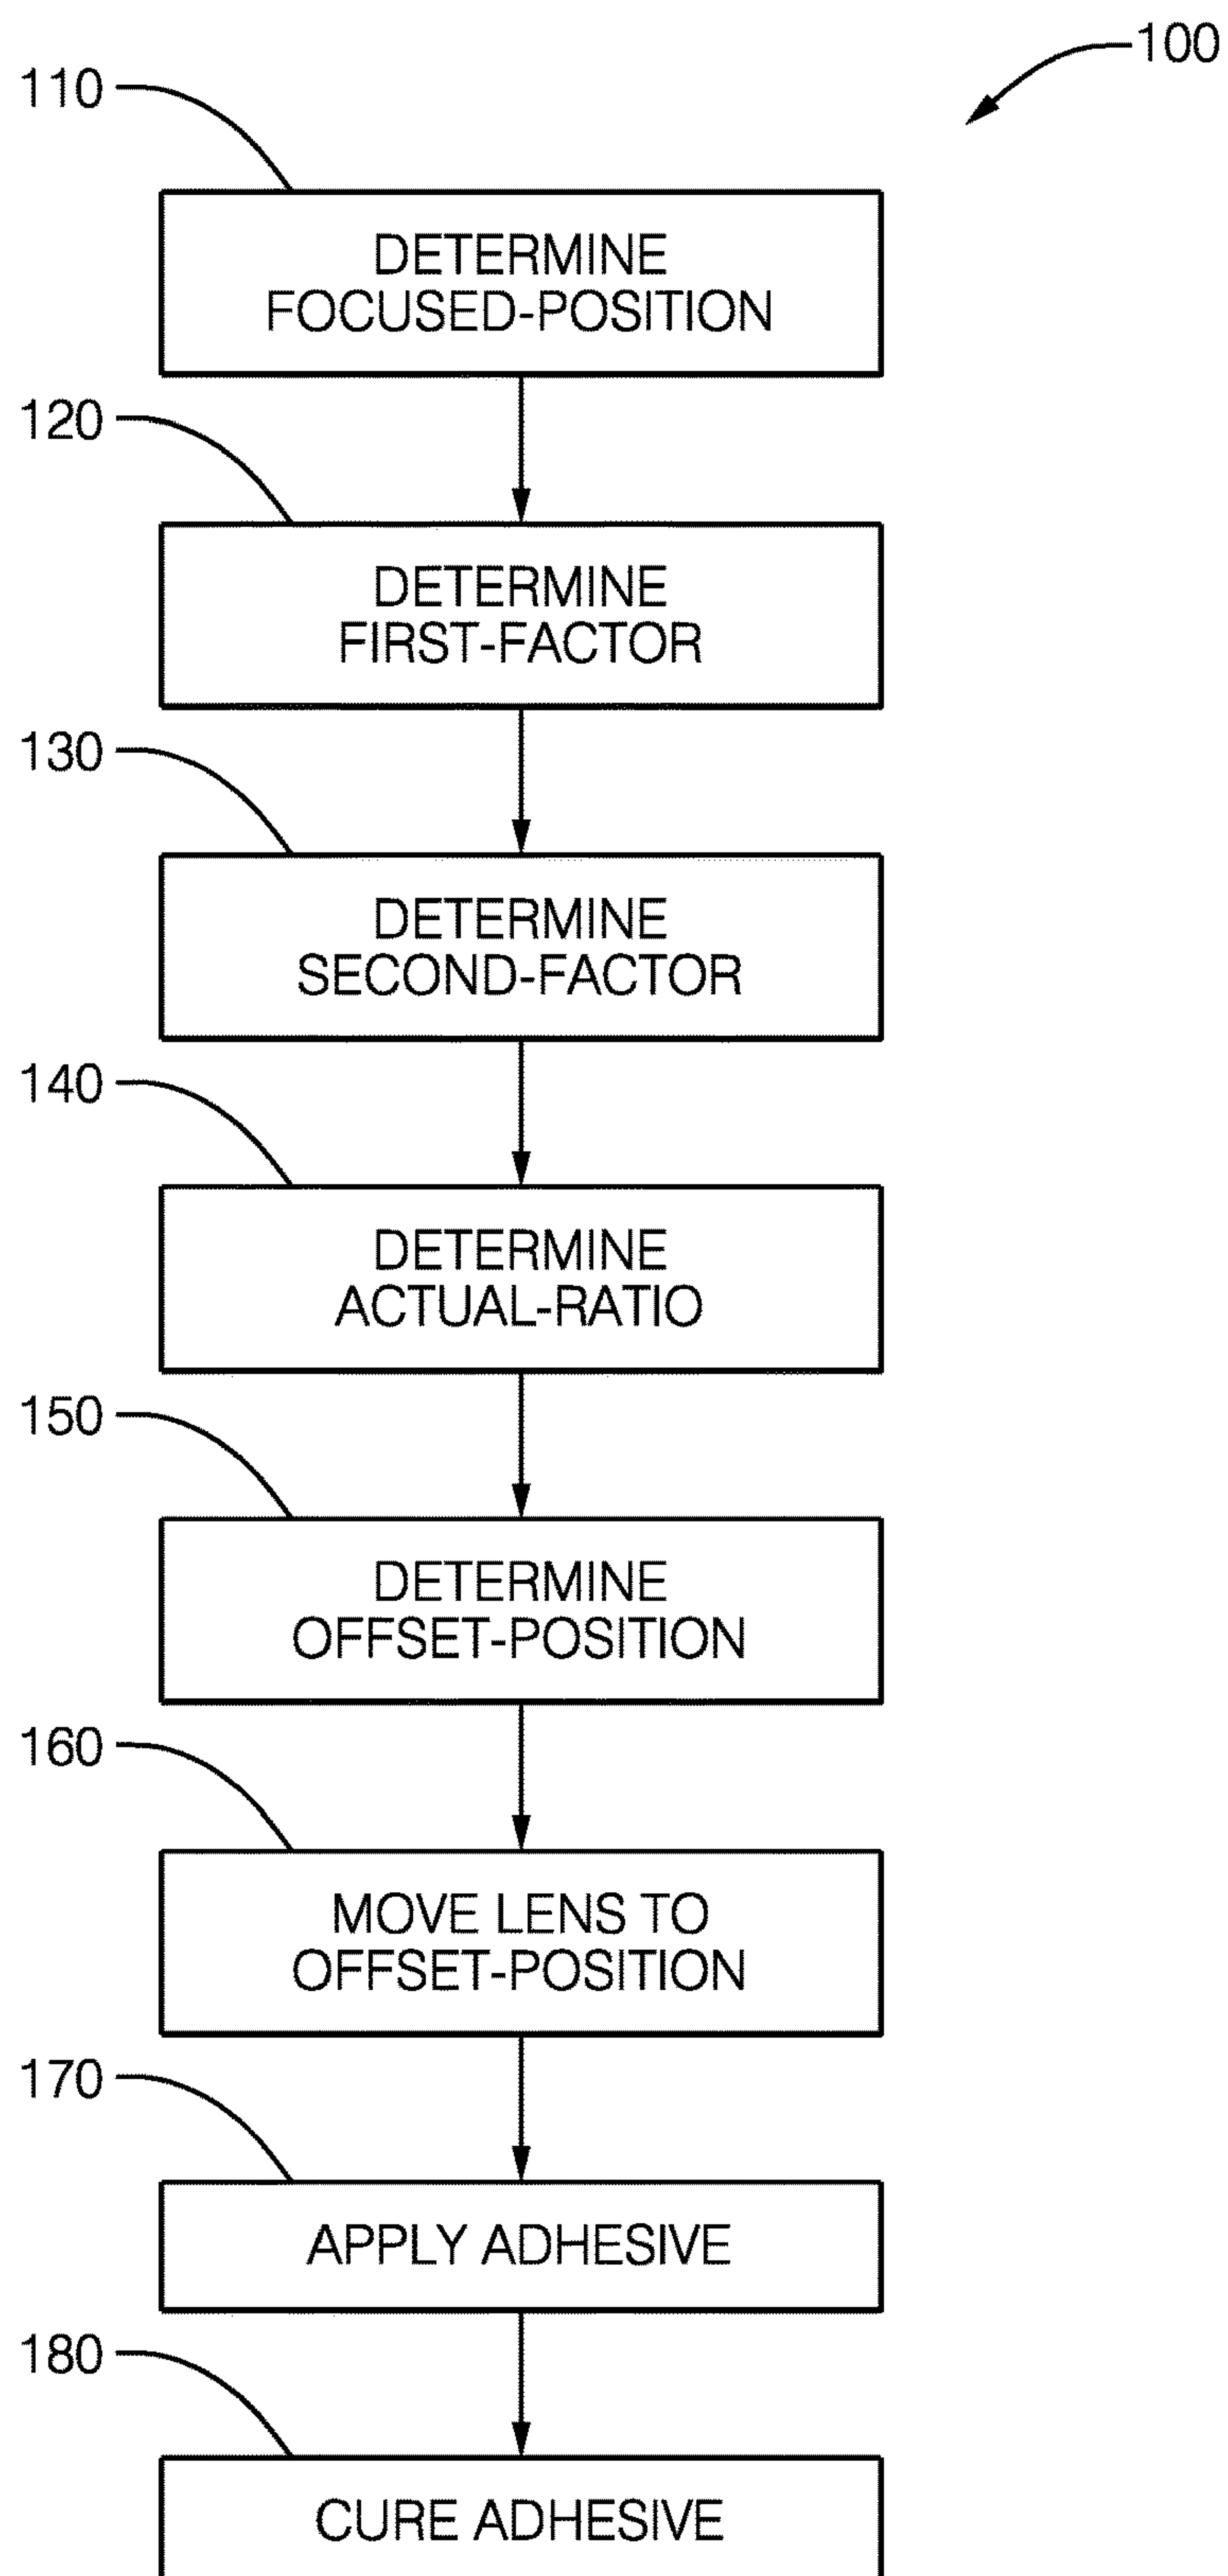 100
110
DETERMINE
FOCUSED-POSITION
120
DETERMINE
FIRST-FACTOR
130
DETERMINE
SECOND-FACTOR
140
DETERMINE
ACTUAL-RATIO
150
DETERMINE
OFFSET-POSITION
160
MOVE LENS TO
OFFSET-POSITION
170
APPLY ADHESIVE
180
CURE ADHESIVE